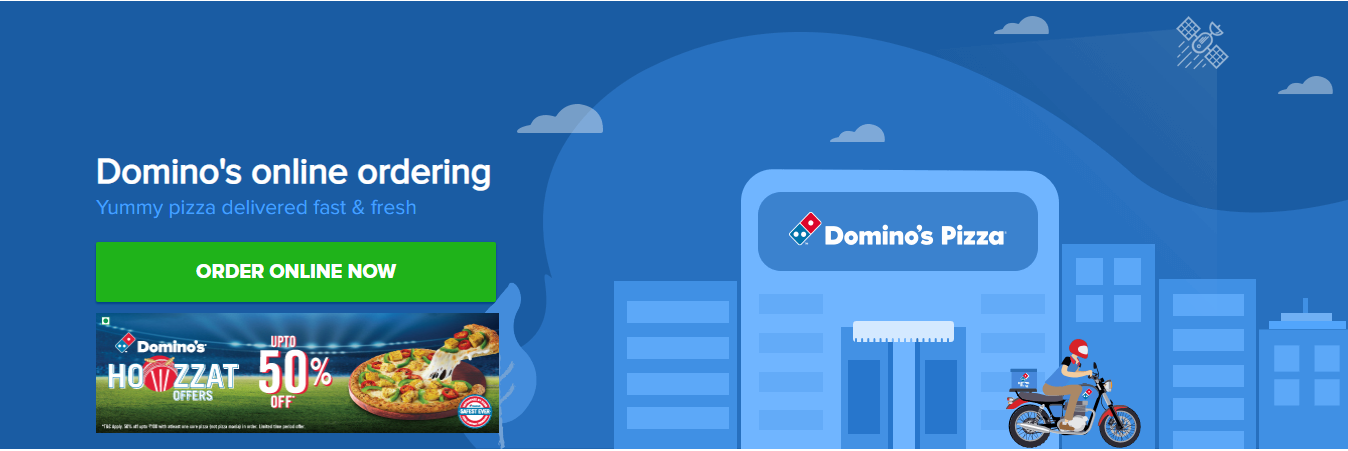 Domino's online ordering
Yummy pizza delivered fast & fresh
ORDER ONLINE NOW
Domino's
HOWZZAT
OFFERS
UPTO
50%
OFF*
SAFEST EVER
Domino's Pizza